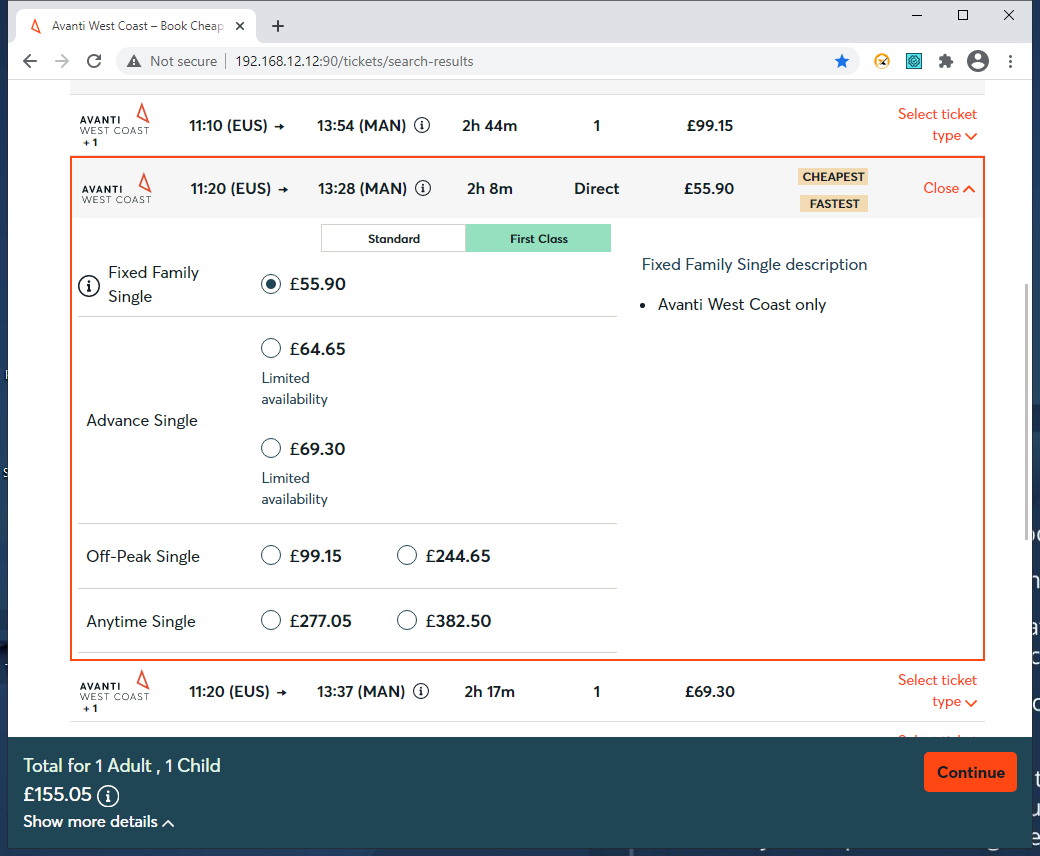 Avanti West Coast – Book Cheap
Not secure
192.168.12.12:90/tickets/search-results
AVANTI
WEST COAST
+ 1
11:10 (EUS) →
13:54 (MAN)
2h 44m
1
£99.15
Select ticket
type
AVANTI
WEST COAST
11:20 (EUS) →
13:28 (MAN)
2h 8m
Direct
£55.90
CHEAPEST
FASTEST
Close
Standard
First Class
Fixed Family
Single
£55.90
Fixed Family Single description
• Avanti West Coast only
Advance Single
£64.65
Limited
availability
£69.30
Limited
availability
Off-Peak Single
£99.15
£244.65
Anytime Single
£277.05
£382.50
AVANTI
WEST COAST
+ 1
11:20 (EUS) →
13:37 (MAN)
2h 17m
1
£69.30
Select ticket
type
Total for 1 Adult , 1 Child
£155.05
Show more details
Continue